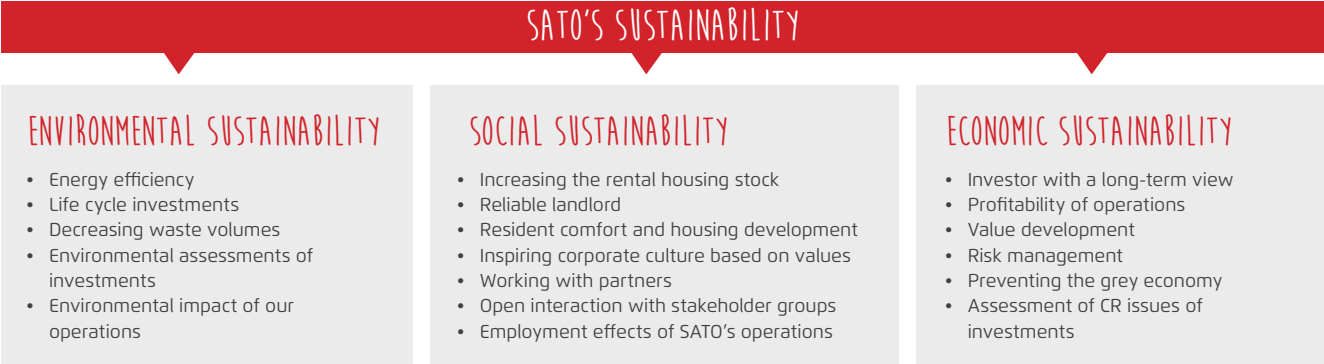 SATO'S SUSTAINABILITY
ENVIRONMENTAL SUSTAINABILITY
• Energy efficiency
• Life cycle investments
• Decreasing waste volumes
• Environmental assessments of
investments
• Environmental impact of our
operations
SOCIAL SUSTAINABILITY
• Increasing the rental housing stock
• Reliable landlord
• Resident comfort and housing development
• Inspiring corporate culture based on values
• Working with partners
• Open interaction with stakeholder groups
• Employment effects of SATO's operations
ECONOMIC SUSTAINABILITY
• Investor with a long-term view
• Profitability of operations
• Value development
• Risk management
• Preventing the grey economy
• Assessment of CR issues of
investments